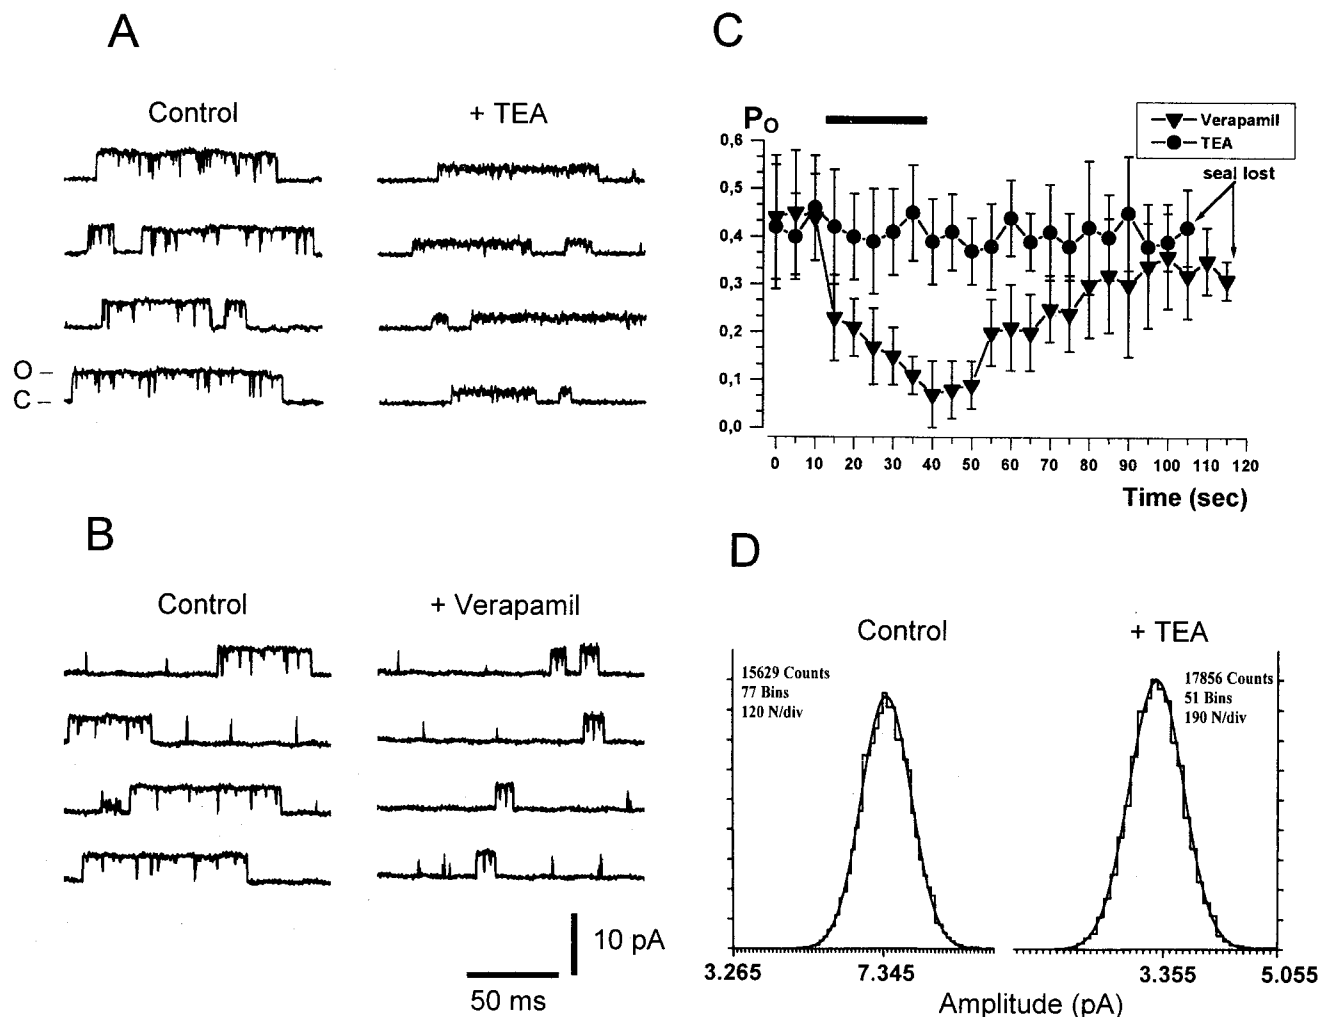 A
Control
+ TEA
O –
C –
B
Control
+ Verapamil
10 pA
50 ms
C
PO
Verapamil
TEA
seal lost
0,6
0,5
0,4
0,3
0,2
0,1
0,0
0 10 20 30 40 50 60 70 80 90 100 110 120
Time (sec)
D
Control
+ TEA
15629 Counts
77 Bins
120 N/div
17856 Counts
51 Bins
190 N/div
3.265 7.345 3.355 5.055
Amplitude (pA)